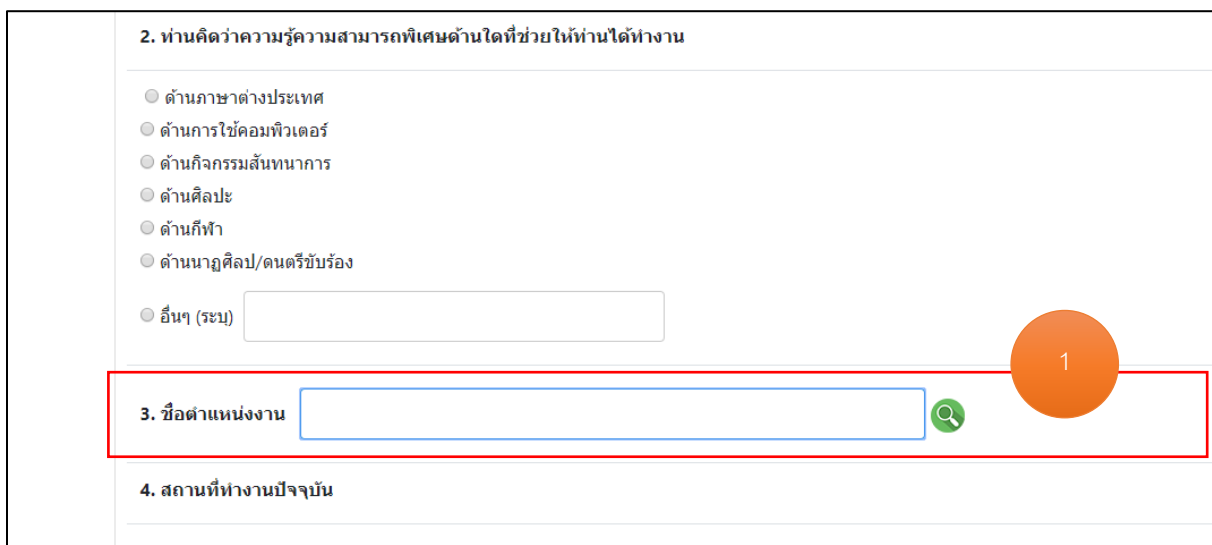 2. ท่านคิดว่าความรู้ความสามารถพิเศษด้านใดที่ช่วยให้ท่านได้ทำงาน
ด้านภาษาต่างประเทศ
ด้านการใช้คอมพิวเตอร์
ด้านกิจกรรมสันทนาการ
ด้านศิลปะ
ด้านกีฬา
ด้านนาฏศิลป/ดนตรีขับร้อง
อื่นๆ (ระบุ)
1
3. ชื่อตำแหน่งงาน
4. สถานที่ทำงานปัจจุบัน